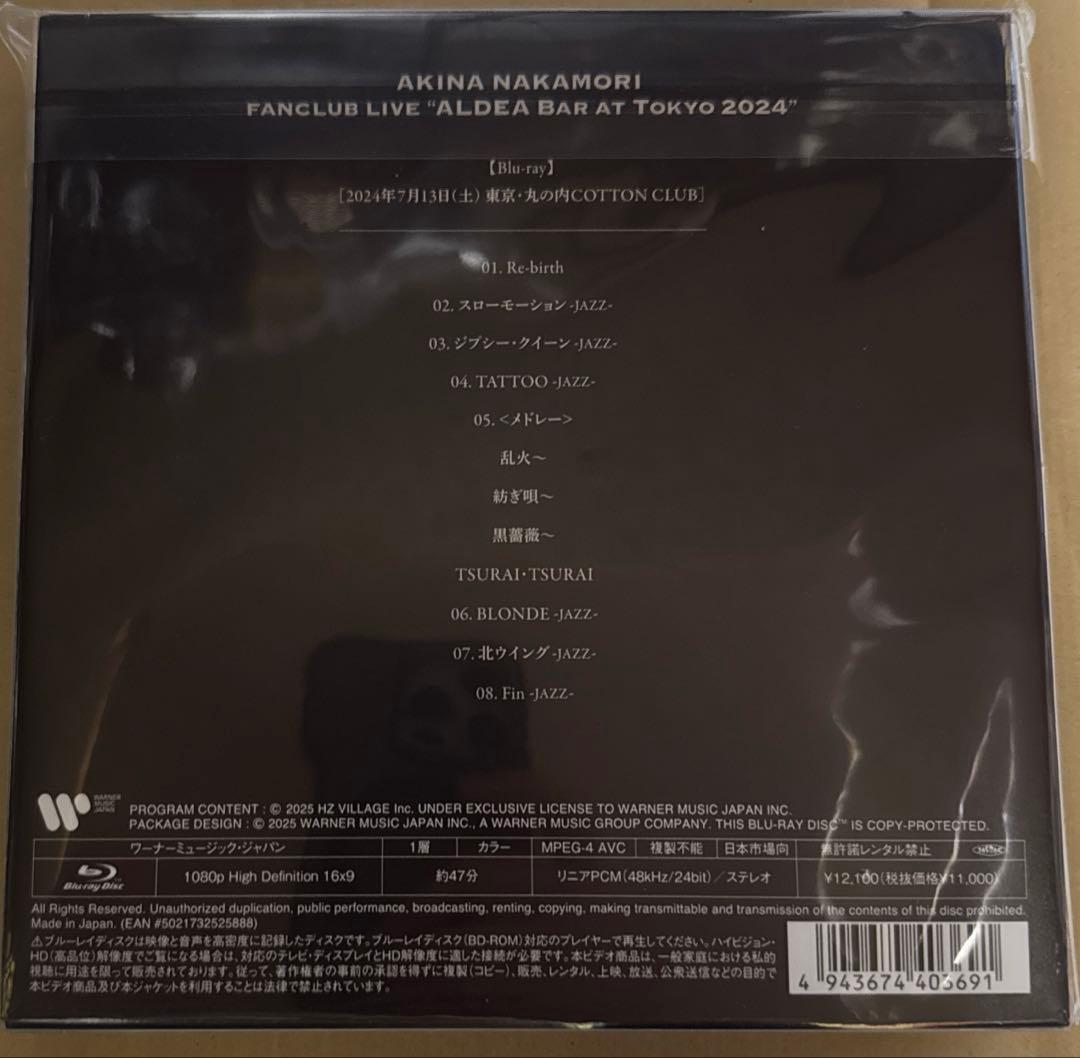 AKINA NAKAMORI
FANCLUB LIVE "ALDEA BAR AT TOKYO 2024"
【Blu-ray】
[2024年7月13日(土) 東京・丸の内COTTON CLUB]
01. Re-birth
02. スローモーション -JAZZ-
03. ジプシー・クイーン -JAZZ-
04. TATTOO -JAZZ-
05. <メドレー>
乱火〜
紡ぎ唄〜
黒薔薇〜
TSURAI・TSURAI
06. BLONDE -JAZZ-
07. 北ウイング -JAZZ-
08. Fin -JAZZ-
WARNER MUSIC JAPAN
PROGRAM CONTENT : © 2025 HZ VILLAGE Inc. UNDER EXCLUSIVE LICENSE TO WARNER MUSIC JAPAN INC.
PACKAGE DESIGN : © 2025 WARNER MUSIC JAPAN INC., A WARNER MUSIC GROUP COMPANY. THIS BLU-RAY DISC™ IS COPY-PROTECTED.
ワーナーミュージック・ジャパン 1層 カラー MPEG-4 AVC 複製不能 日本市場向 無許諾レンタル禁止
Blu-ray Disc 1080p High Definition 16x9 約47分 リニアPCM(48kHz/24bit)/ステレオ ¥12,100(税抜価格¥11,000)
All Rights Reserved. Unauthorized duplication, public performance, broadcasting, renting, copying, making transmittable and transmission of the contents of this disc prohibited.
Made in Japan. (EAN #5021732525888)
⚠ブルーレイディスクは映像と音声を高密度に記録したディスクです。ブルーレイディスク(BD-ROM)対応のプレイヤーで再生してください。ハイビジョン・
HD(高品位)解像度でご覧になる場合は、対応のテレビ・ディスプレイとHD解像度に適した接続が必要です。本ビデオ商品は、一般家庭における私的
視聴に用途を限って販売されております。従って、著作権者の事前の承認を得ずに複製(コピー)、販売、レンタル、上映、放送、公衆送信などの目的で
本ビデオ商品及び本ジャケットを利用することは法律で禁止されています。
4 943674 403691